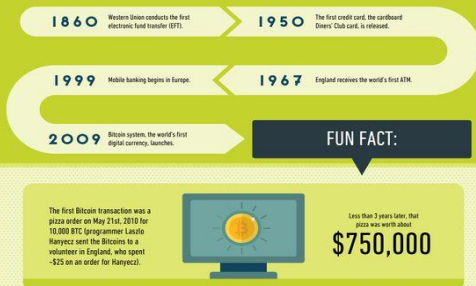 1860
Western Union conducts the first
electronic fund transfer (EFT).
1950
The first credit card, the cardboard
Diners' Club card, is released.
1999
Mobile banking begins in Europe.
1967
England receives the world's first ATM.
2009
Bitcoin system, the world's first
digital currency, launches.
FUN FACT:
The first Bitcoin transaction was a
pizza order on May 21st, 2010 for
10,000 BTC (programmer Laszlo
Hanyecz sent the Bitcoins to a
volunteer in England, who spent
~$25 on an order for Hanyecz).
Less than 3 years later, that
pizza was worth about
$750,000